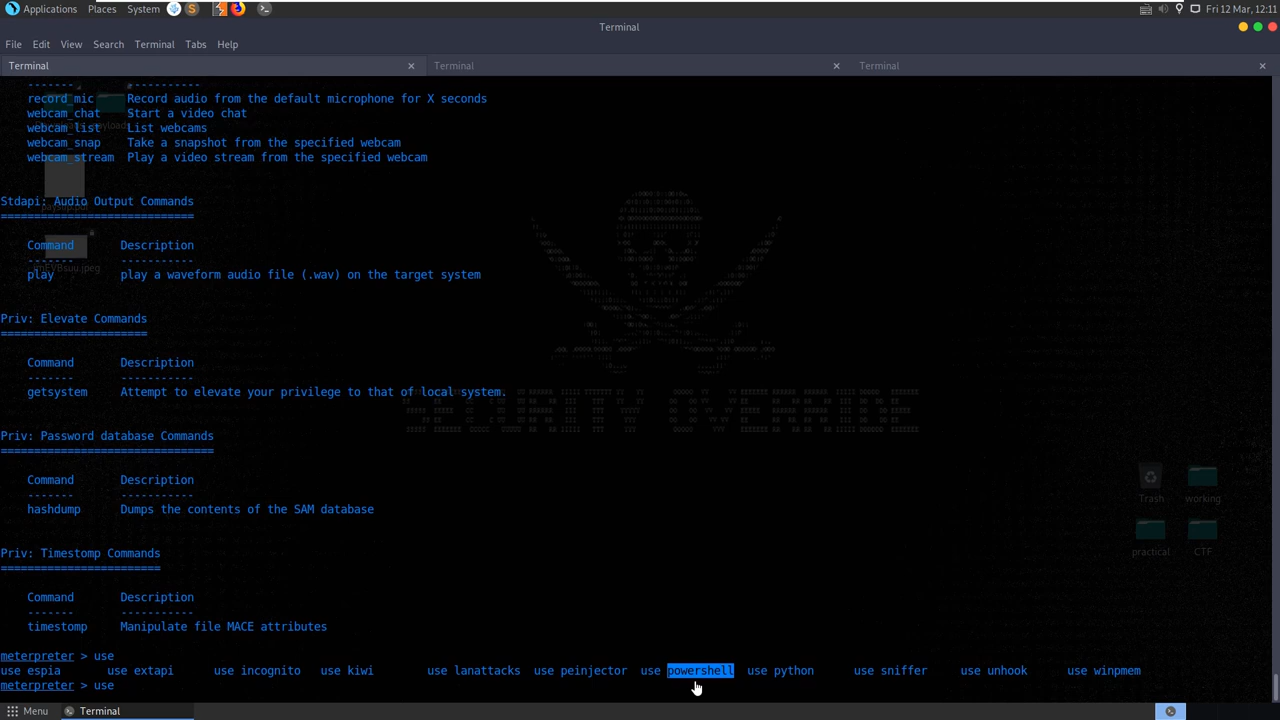 Applications Places System Fri 12 Mar, 12:11
Terminal
File Edit View Search Terminal Tabs Help
Terminal Terminal Terminal
------- -----------
record_mic Record audio from the default microphone for X seconds
webcam_chat Start a video chat
webcam_list List webcams
webcam_snap Take a snapshot from the specified webcam
webcam_stream Play a video stream from the specified webcam
Stdapi: Audio Output Commands
=============================
Command Description
------- -----------
play play a waveform audio file (.wav) on the target system
Priv: Elevate Commands
======================
Command Description
------- -----------
getsystem Attempt to elevate your privilege to that of local system.
Priv: Password database Commands
================================
Command Description
------- -----------
hashdump Dumps the contents of the SAM database
Trash working
practical CTF
Priv: Timestomp Commands
========================
Command Description
------- -----------
timestomp Manipulate file MACE attributes
meterpreter > use
use espia use extapi use incognito use kiwi use lanattacks use peinjector use powershell use python use sniffer use unhook use winpmem
meterpreter > use
Menu Terminal